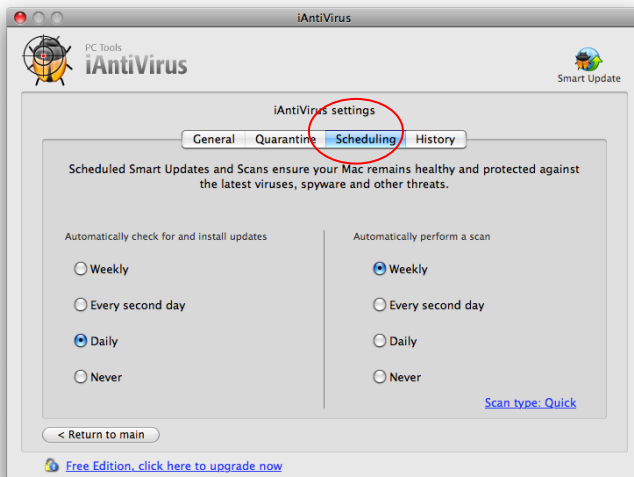 iAntiVirus
PC Tools
iAntiVirus
Smart Update
iAntiVirus settings
General Quarantine Scheduling History
Scheduled Smart Updates and Scans ensure your Mac remains healthy and protected against
the latest viruses, spyware and other threats.
Automatically check for and install updates
Weekly
Every second day
Daily
Never
Automatically perform a scan
Weekly
Every second day
Daily
Never
Scan type: Quick
< Return to main
Free Edition, click here to upgrade now